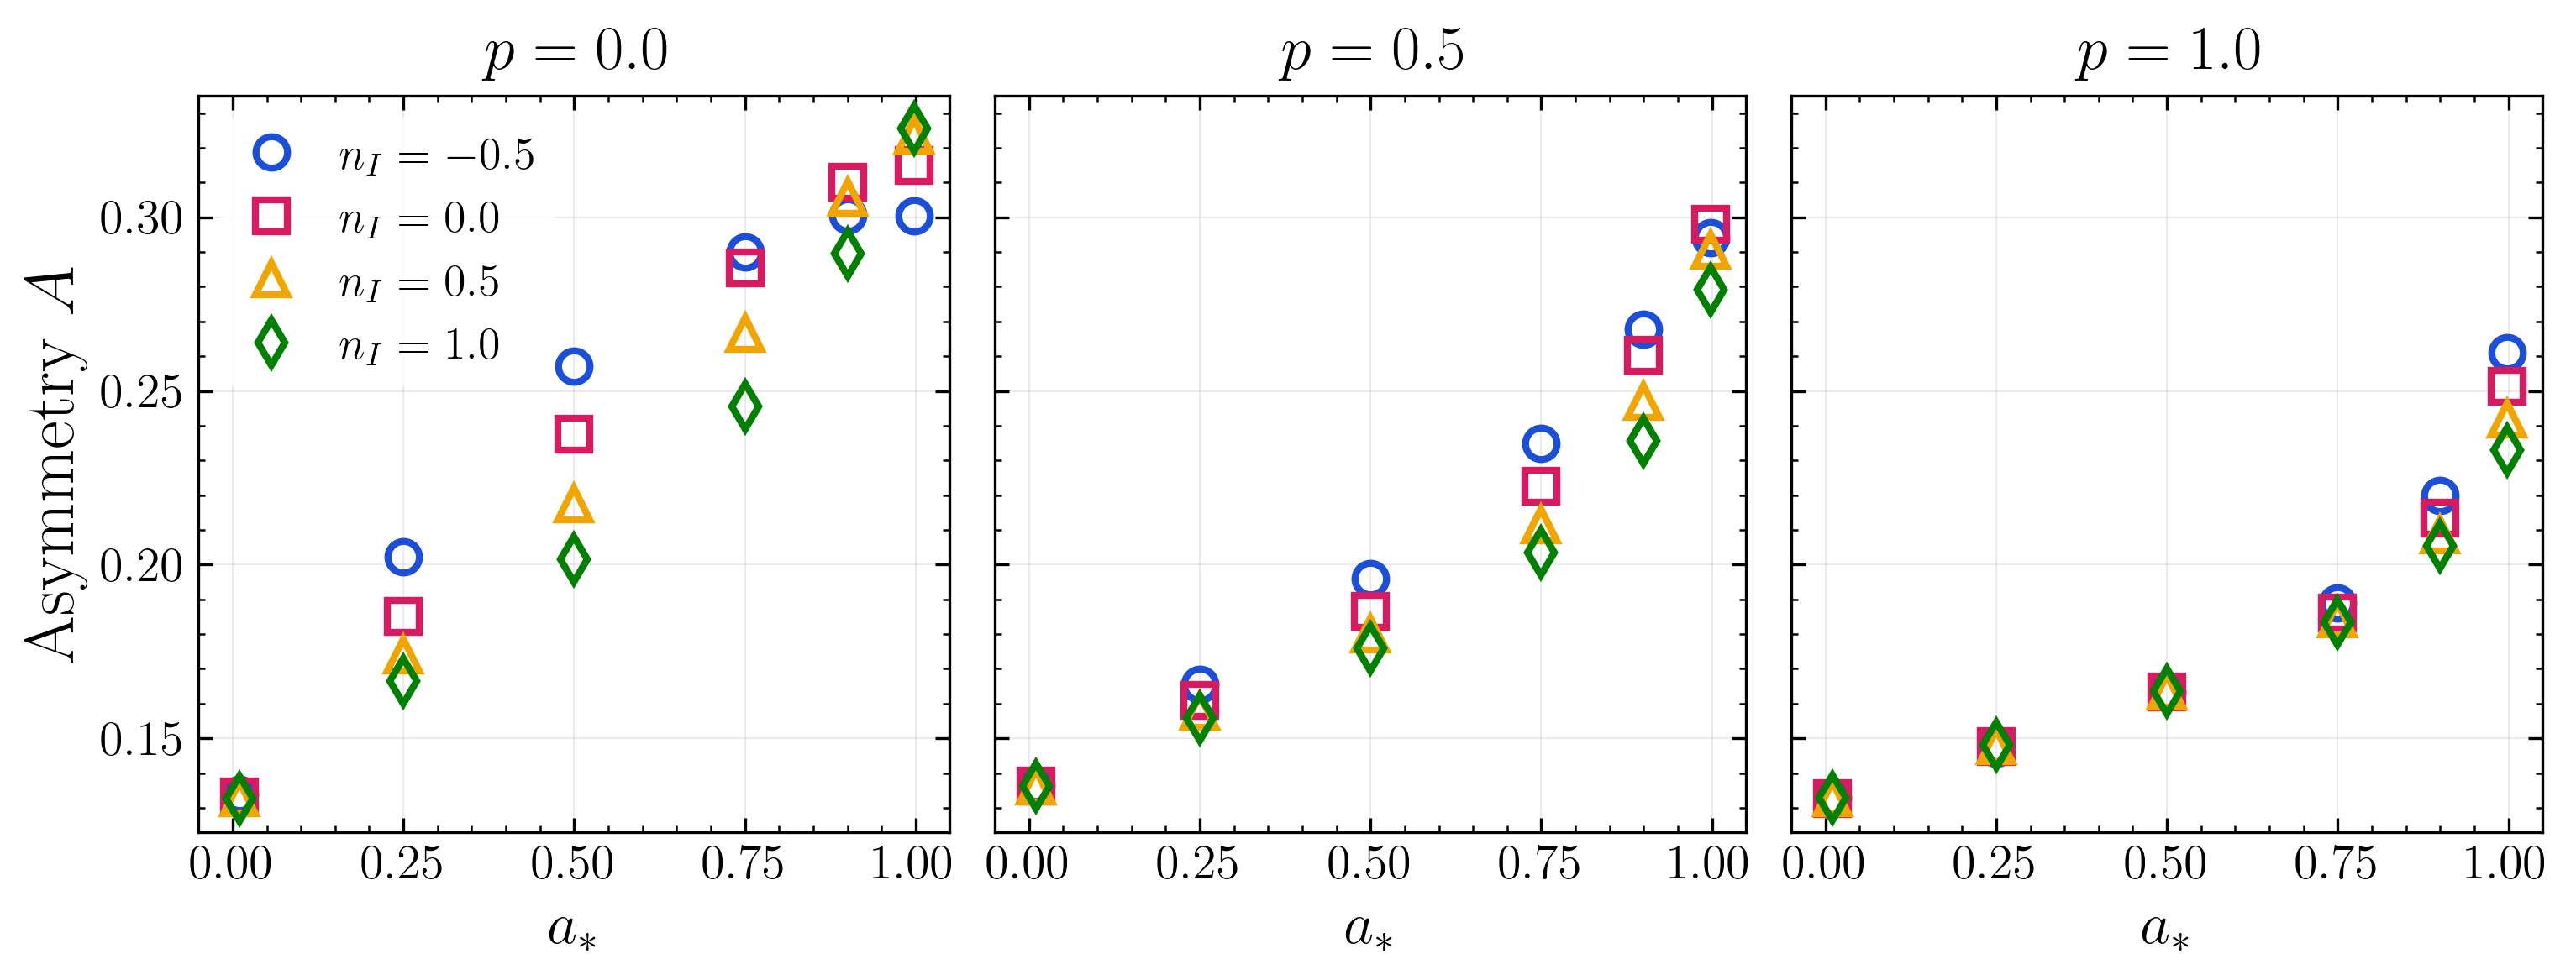 p = 0.0
p = 0.5
p = 1.0
n_I = −0.5
n_I = 0.0
n_I = 0.5
n_I = 1.0
Asymmetry A
0.30
0.25
0.20
0.15
0.00 0.25 0.50 0.75 1.00
0.00 0.25 0.50 0.75 1.00
0.00 0.25 0.50 0.75 1.00
a_*
a_*
a_*